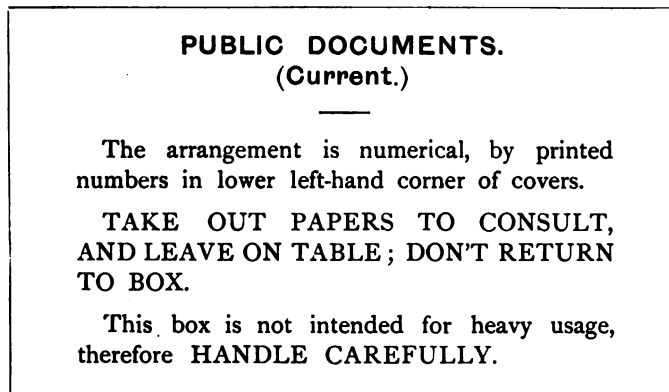 PUBLIC DOCUMENTS.
(Current.)
The arrangement is numerical, by printed
numbers in lower left-hand corner of covers.
TAKE OUT PAPERS TO CONSULT,
AND LEAVE ON TABLE; DON'T RETURN
TO BOX.
This box is not intended for heavy usage,
therefore HANDLE CAREFULLY.